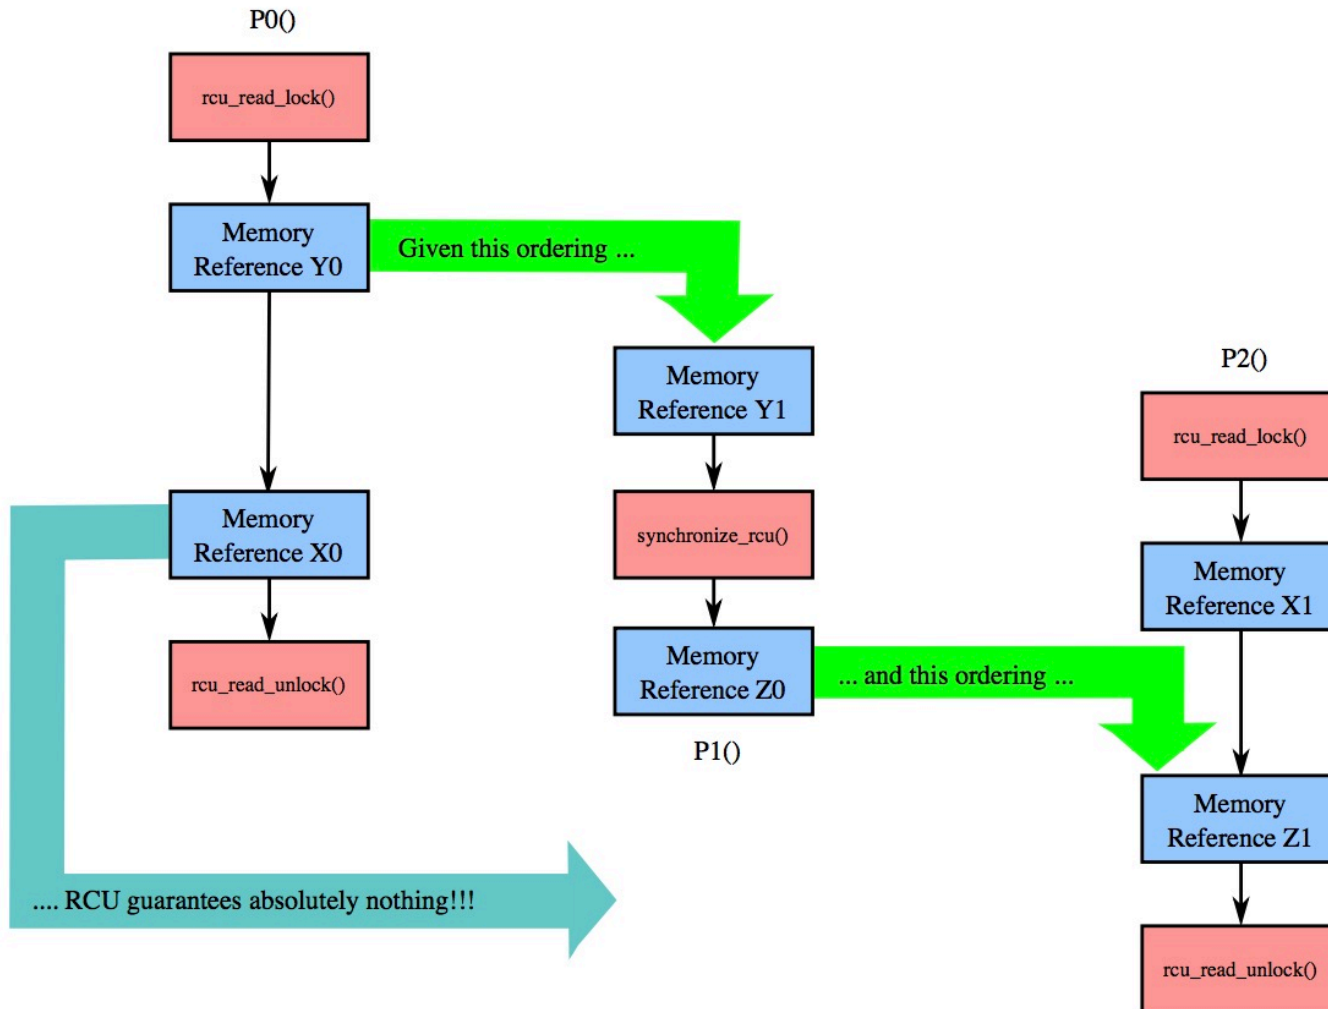 P0()
rcu_read_lock()
Memory
Reference Y0
Given this ordering ...
Memory
Reference Y1
P2()
rcu_read_lock()
Memory
Reference X0
synchronize_rcu()
Memory
Reference X1
rcu_read_unlock()
Memory
Reference Z0
... and this ordering ...
P1()
Memory
Reference Z1
.... RCU guarantees absolutely nothing!!!
rcu_read_unlock()